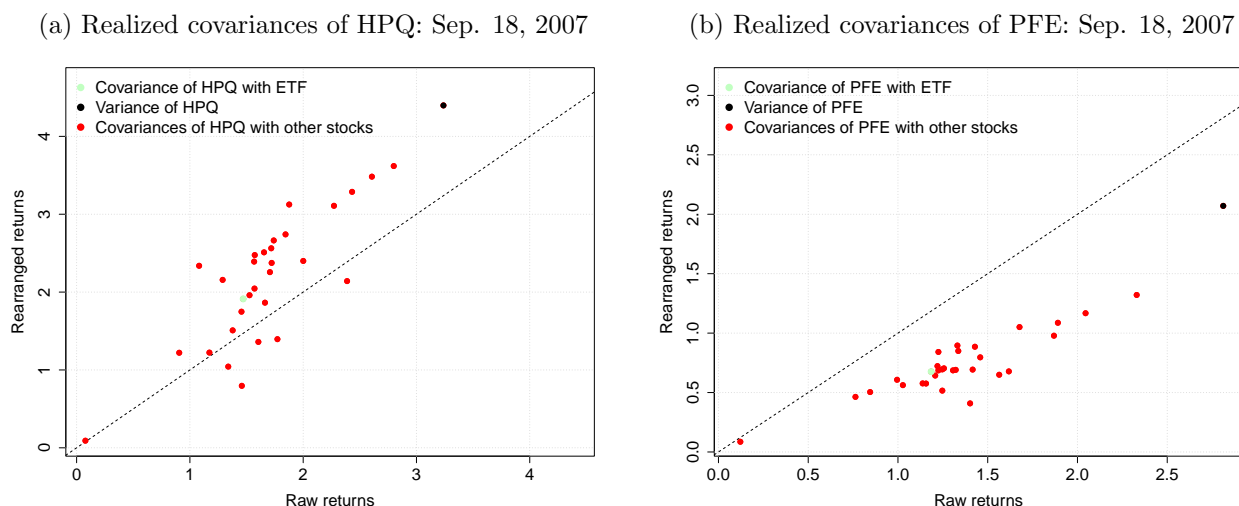 (a) Realized covariances of HPQ: Sep. 18, 2007
Covariance of HPQ with ETF
Variance of HPQ
Covariances of HPQ with other stocks
Rearranged returns
4
3
2
1
0
0 1 2 3 4
Raw returns
(b) Realized covariances of PFE: Sep. 18, 2007
Covariance of PFE with ETF
Variance of PFE
Covariances of PFE with other stocks
Rearranged returns
3.0
2.5
2.0
1.5
1.0
0.5
0.0
0.0 0.5 1.0 1.5 2.0 2.5
Raw returns